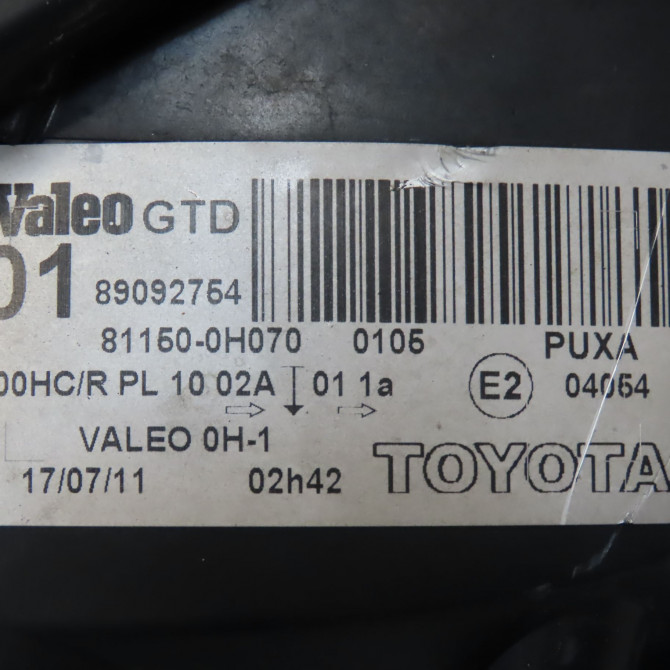 Valeo GTD
01 89092754
81150-0H070 0105 PUXA
00HC/R PL 10 02A 01 1a E2 04054
VALEO 0H-1
17/07/11 02h42 TOYOTA